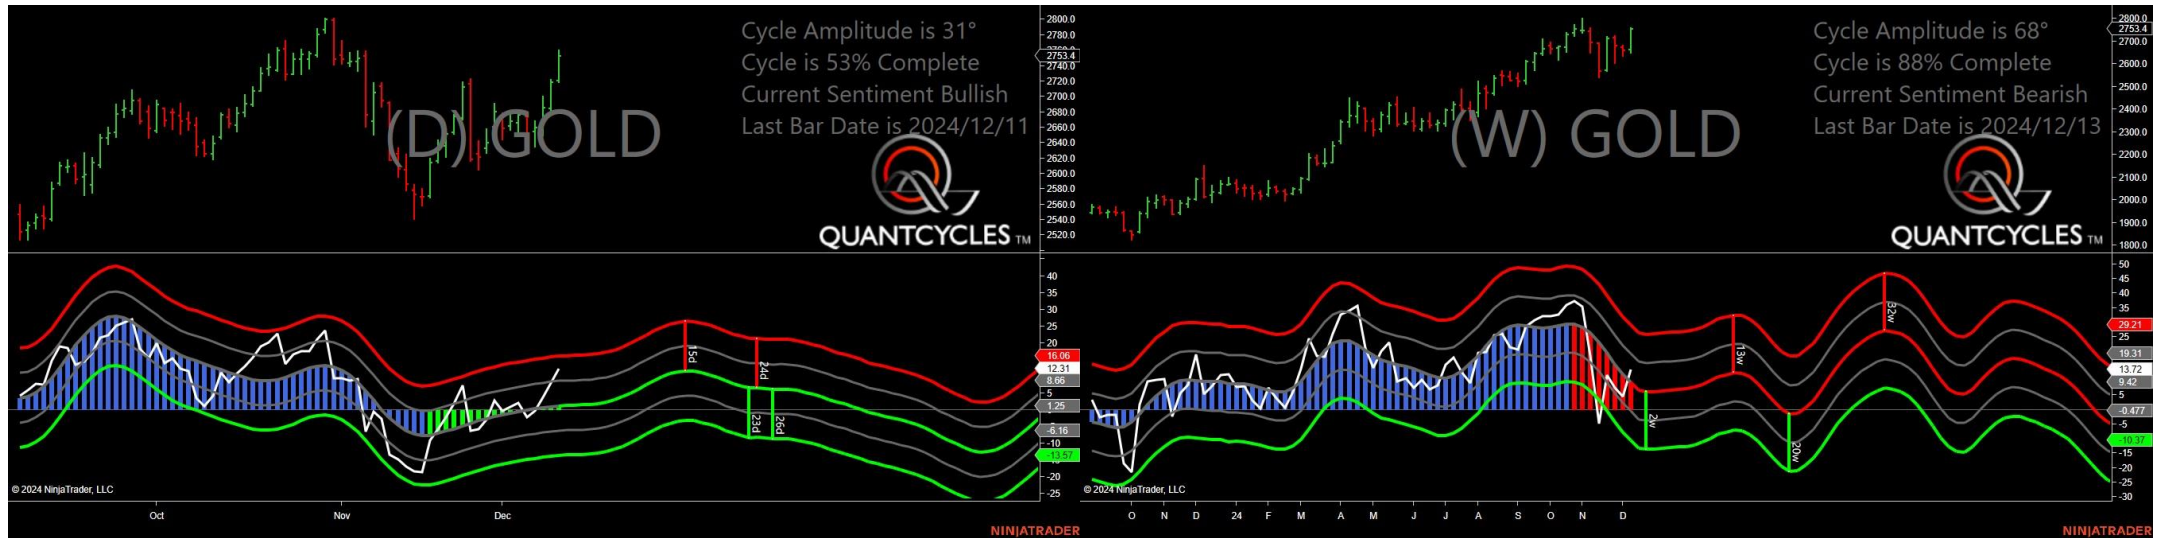 Cycle Amplitude is 31°
Cycle is 53% Complete
Current Sentiment Bullish
Last Bar Date is 2024/12/11
(D) GOLD
QUANTCYCLES TM
2800.0
2780.0
2753.4
2740.0
2720.0
2700.0
2680.0
2660.0
2640.0
2620.0
2600.0
2580.0
2560.0
2540.0
2520.0
40
35
30
25
20
16.06
12.31
8.66
5
1.25
-6.16
-10
-13.57
-20
-25
15d
24d
23d
26d
© 2024 NinjaTrader, LLC
Oct Nov Dec
NINJATRADER
Cycle Amplitude is 68°
Cycle is 88% Complete
Current Sentiment Bearish
Last Bar Date is 2024/12/13
(W) GOLD
QUANTCYCLES TM
2800.0
2753.4
2700.0
2600.0
2500.0
2400.0
2300.0
2200.0
2100.0
2000.0
1900.0
1800.0
50
45
40
35
29.21
25
19.31
13.72
9.42
5
-0.477
-5
-10.37
-15
-20
-25
-30
2w
13w
20w
32w
© 2024 NinjaTrader, LLC
O N D 24 F M A M J J A S O N D
NINJATRADER